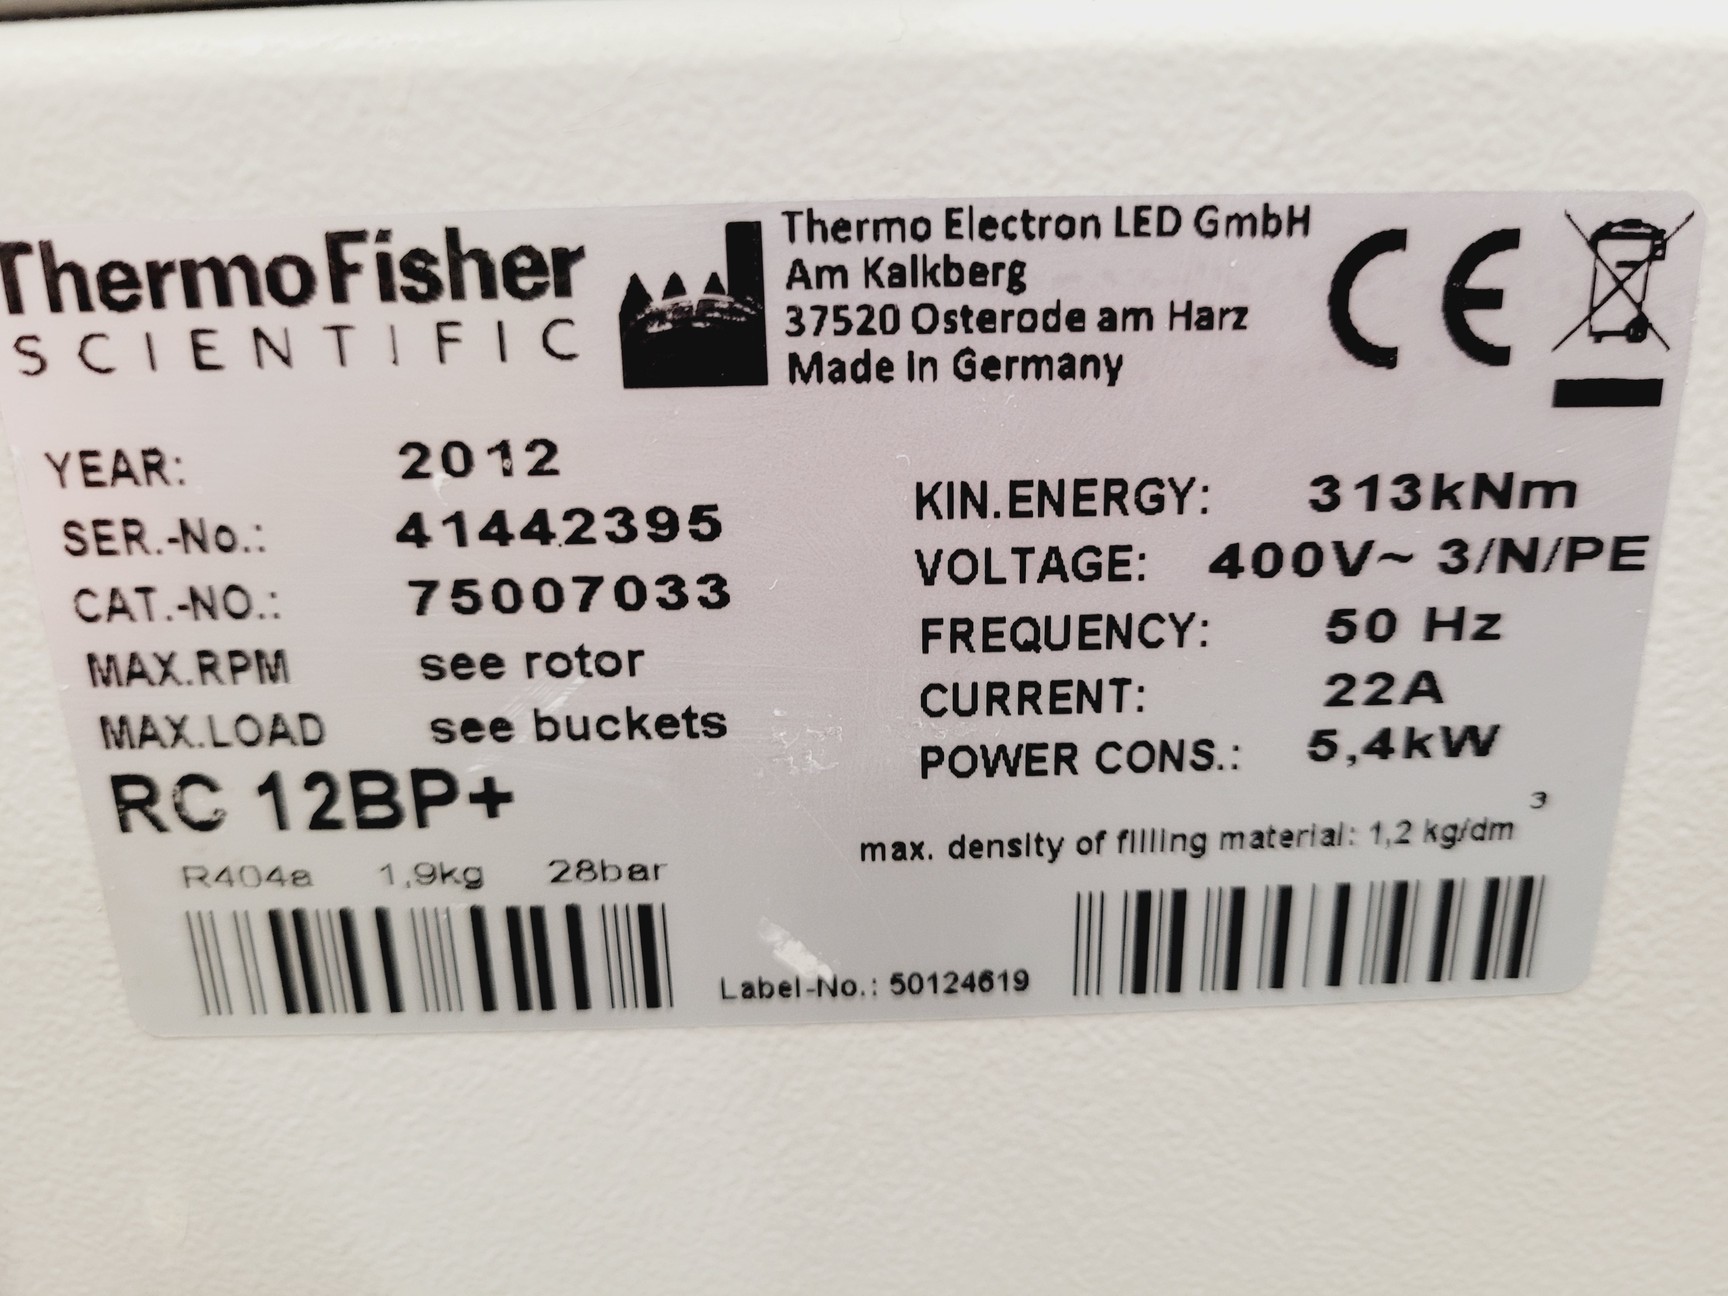 ThermoFisher
SCIENTIFIC
Thermo Electron LED GmbH
Am Kalkberg
37520 Osterode am Harz
Made in Germany
CE
YEAR: 2012
SER.-No.: 41442395
CAT.-NO.: 75007033
MAX.RPM see rotor
MAX.LOAD see buckets
RC 12BP+
R404a 1,9kg 28bar
KIN.ENERGY: 313kNm
VOLTAGE: 400V~ 3/N/PE
FREQUENCY: 50 Hz
CURRENT: 22A
POWER CONS.: 5,4kW
max. density of filling material: 1,2 kg/dm³
Label-No.: 50124619